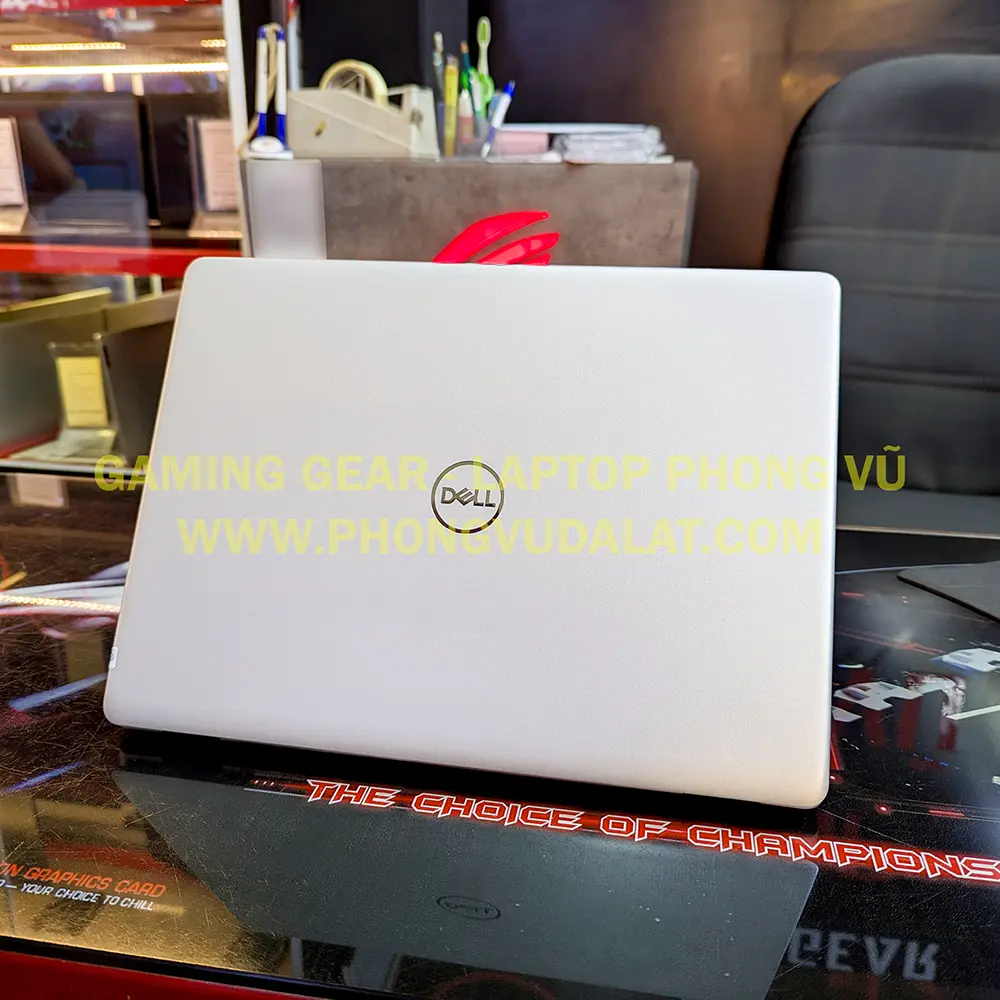 GAMING GEAR - LAPTOP PHONG VŨ
DELL
WWW.PHONGVUDALAT.COM
THE CHOICE OF CHAMPIONS
ON GRAPHICS CARD
— YOUR CHOICE TO CHILL
GEAR